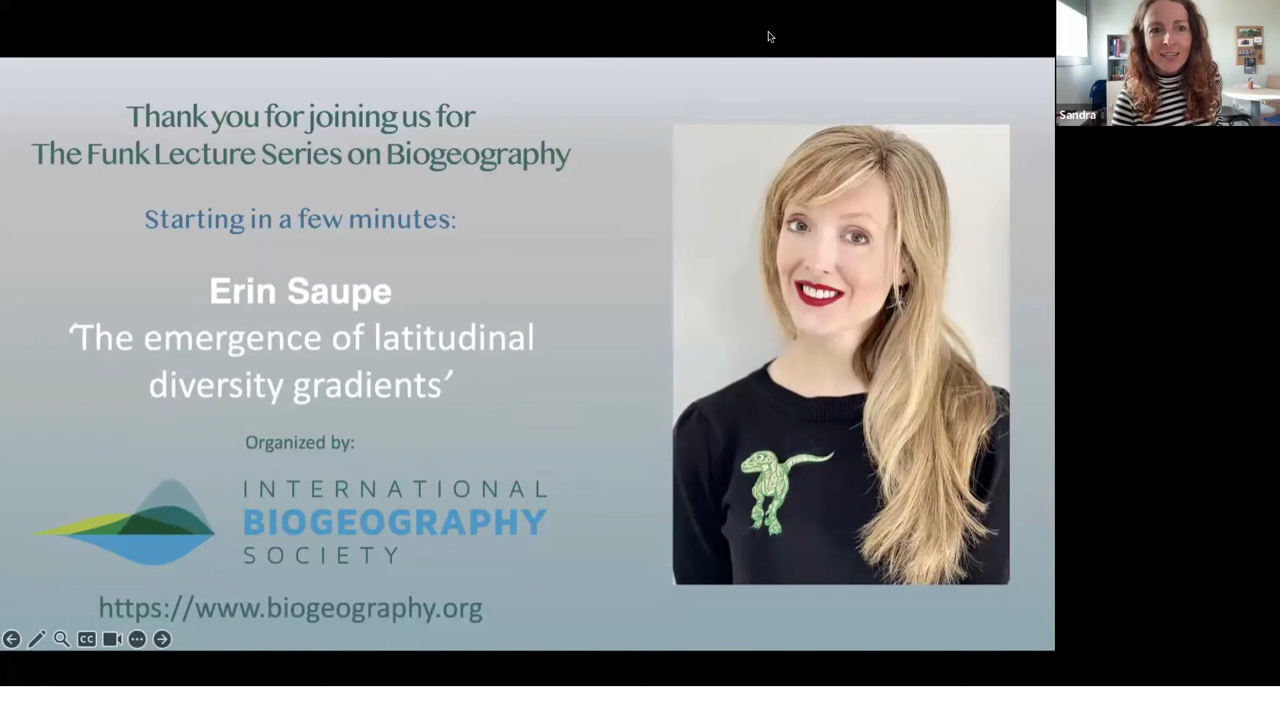 Thank you for joining us for
The Funk Lecture Series on Biogeography
Starting in a few minutes:
Erin Saupe
‘The emergence of latitudinal
diversity gradients’
Organized by:
INTERNATIONAL
BIOGEOGRAPHY
SOCIETY
https://www.biogeography.org
CC
Sandra